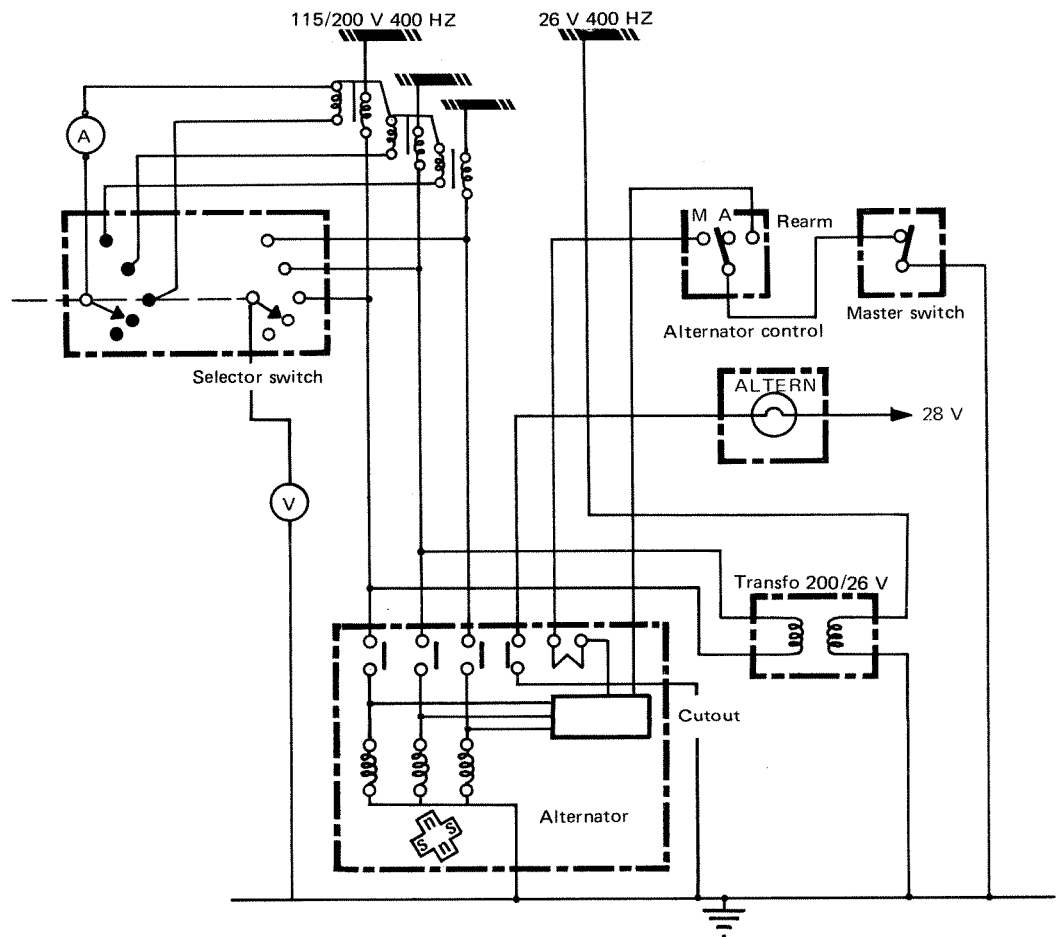 115/200 V 400 HZ
26 V 400 HZ
A
M A
Rearm
Alternator control
Master switch
Selector switch
ALTERN
28 V
V
Transfo 200/26 V
Cutout
Alternator
n
s
s
n